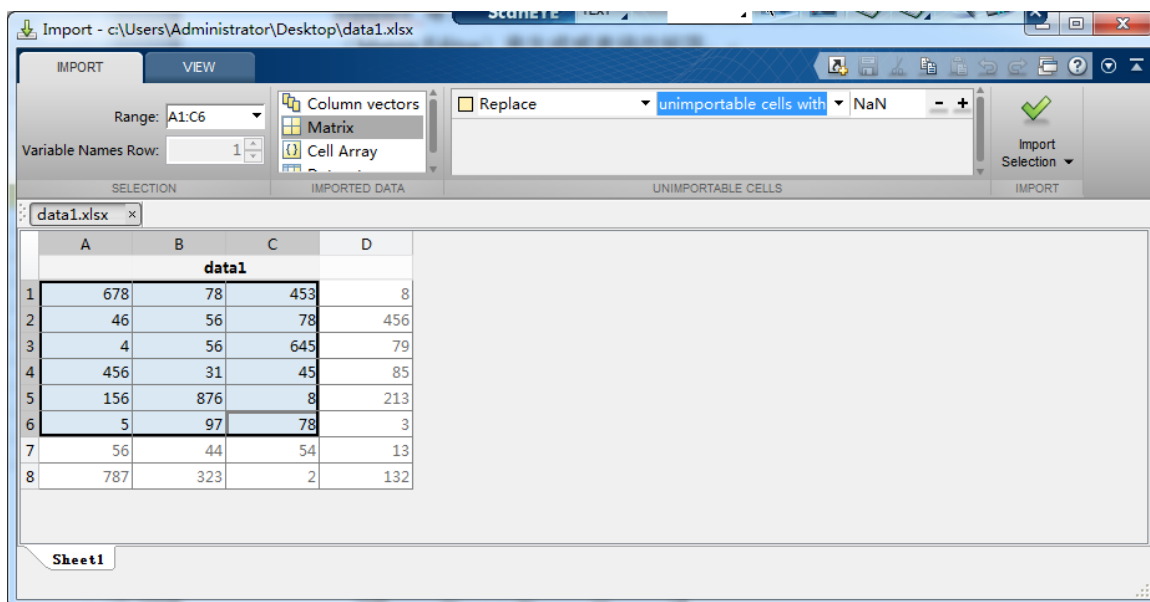 ScanEYE TEXT
Import - c:\Users\Administrator\Desktop\data1.xlsx
IMPORT VIEW
Range: A1:C6
Variable Names Row: 1
Column vectors
Matrix
Cell Array
Replace unimportable cells with NaN - +
Import
Selection
SELECTION IMPORTED DATA UNIMPORTABLE CELLS IMPORT
data1.xlsx
A B C D
data1
1 678 78 453 8
2 46 56 78 456
3 4 56 645 79
4 456 31 45 85
5 156 876 8 213
6 5 97 78 3
7 56 44 54 13
8 787 323 2 132
Sheet1